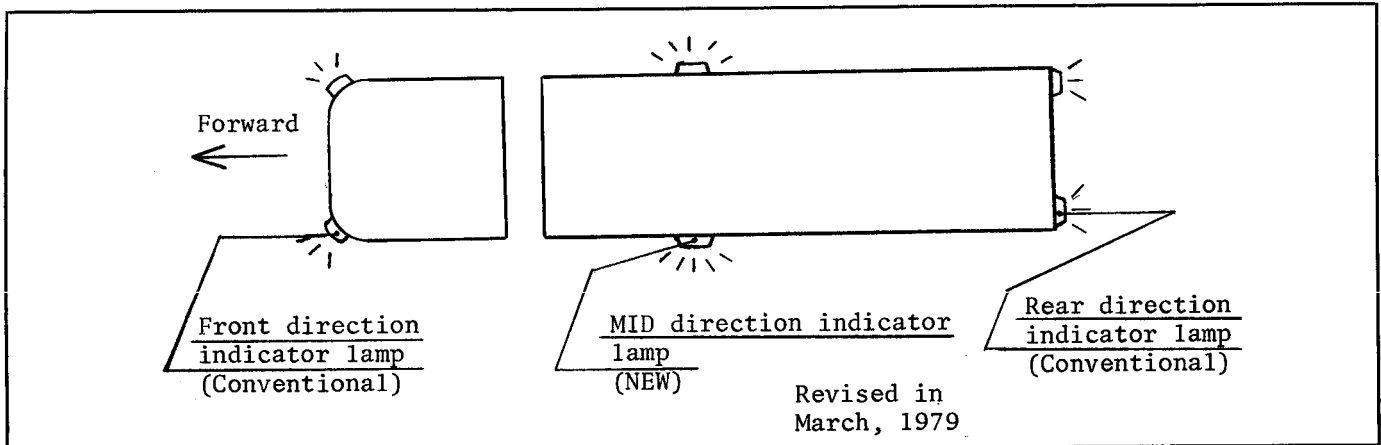 Forward
Front direction
indicator lamp
(Conventional)
MID direction indicator
lamp
(NEW)
Rear direction
indicator lamp
(Conventional)
Revised in
March, 1979